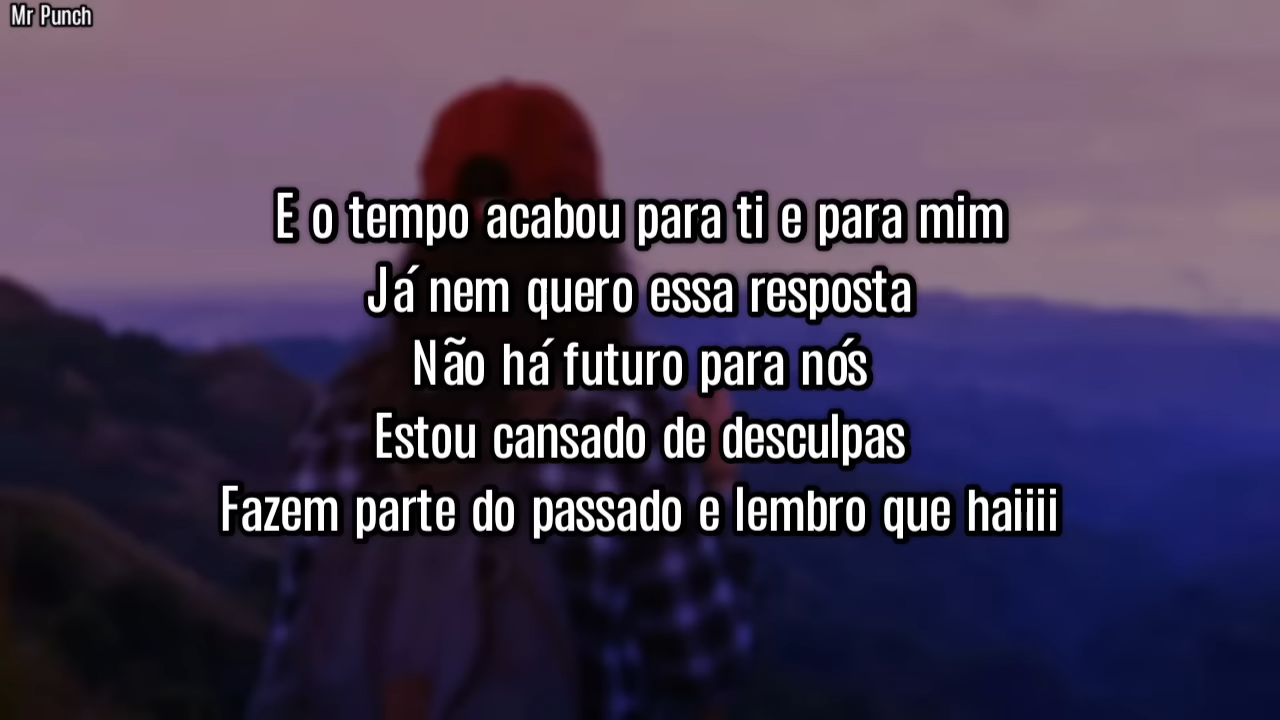 Mr Punch
E o tempo acabou para ti e para mim
Já nem quero essa resposta
Não há futuro para nós
Estou cansado de desculpas
Fazem parte do passado e lembro que haiiii